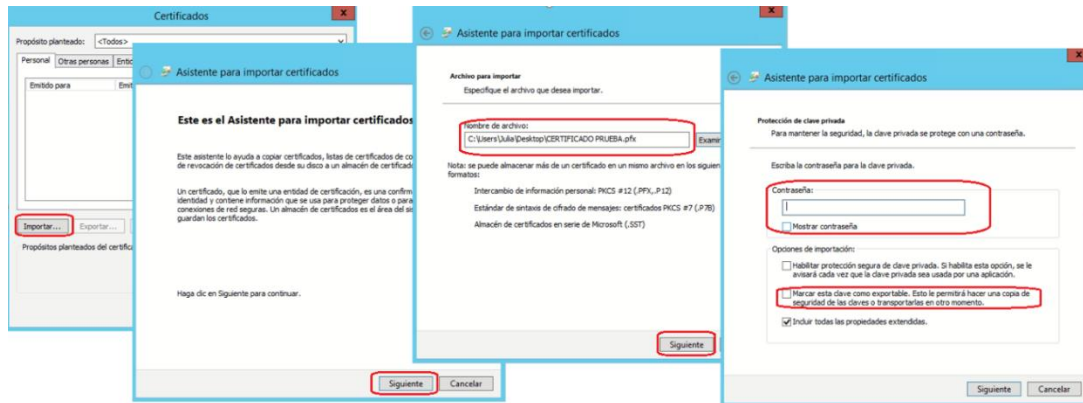 Certificados
Propósito planteado: <Todos>
Personal Otras personas
Emitido para
Importar... Exportar...
Asistente para importar certificados
Este es el Asistente para importar certificados
Este asistente lo ayuda a copiar certificados, listas de certificados de
de revocación de certificados desde su disco a un almacén de
Un certificado, que lo emite una entidad de certificación, es una
identidad y contiene información que se usa para proteger datos o para
conexiones de red seguras. Un almacén de certificados es el área del
guardan los certificados.
Haga clic en Siguiente para continuar.
Siguiente Cancelar
Asistente para importar certificados
Archivo para importar
Especifique el archivo que desea importar.
Nombre de archivo:
C:\Users\Julia\Desktop\CERTIFICADO PRUEBA.pfx
Nota: se puede almacenar más de un certificado en un mismo archivo en los
formatos:
Intercambio de información personal: PKCS #12 (.PFX,.P12)
Estándar de sintaxis de cifrado de mensajes: certificados PKCS #7 (.P7B)
Almacén de certificados en serie de Microsoft (.SST)
Siguiente
Asistente para importar certificados
Protección de clave privada
Para mantener la seguridad, la clave privada se protege con una contraseña.
Escriba la contraseña para la clave privada.
Contraseña:
Mostrar contraseña
Opciones de importación:
Habilitar protección segura de clave privada. Si habilita esta opción, se le
avisará cada vez que la clave privada sea usada por una aplicación.
Marcar esta clave como exportable. Esto le permitirá hacer una copia de
seguridad de las claves o transportarlas en otro momento.
Incluir todas las propiedades extendidas.
Siguiente Cancelar